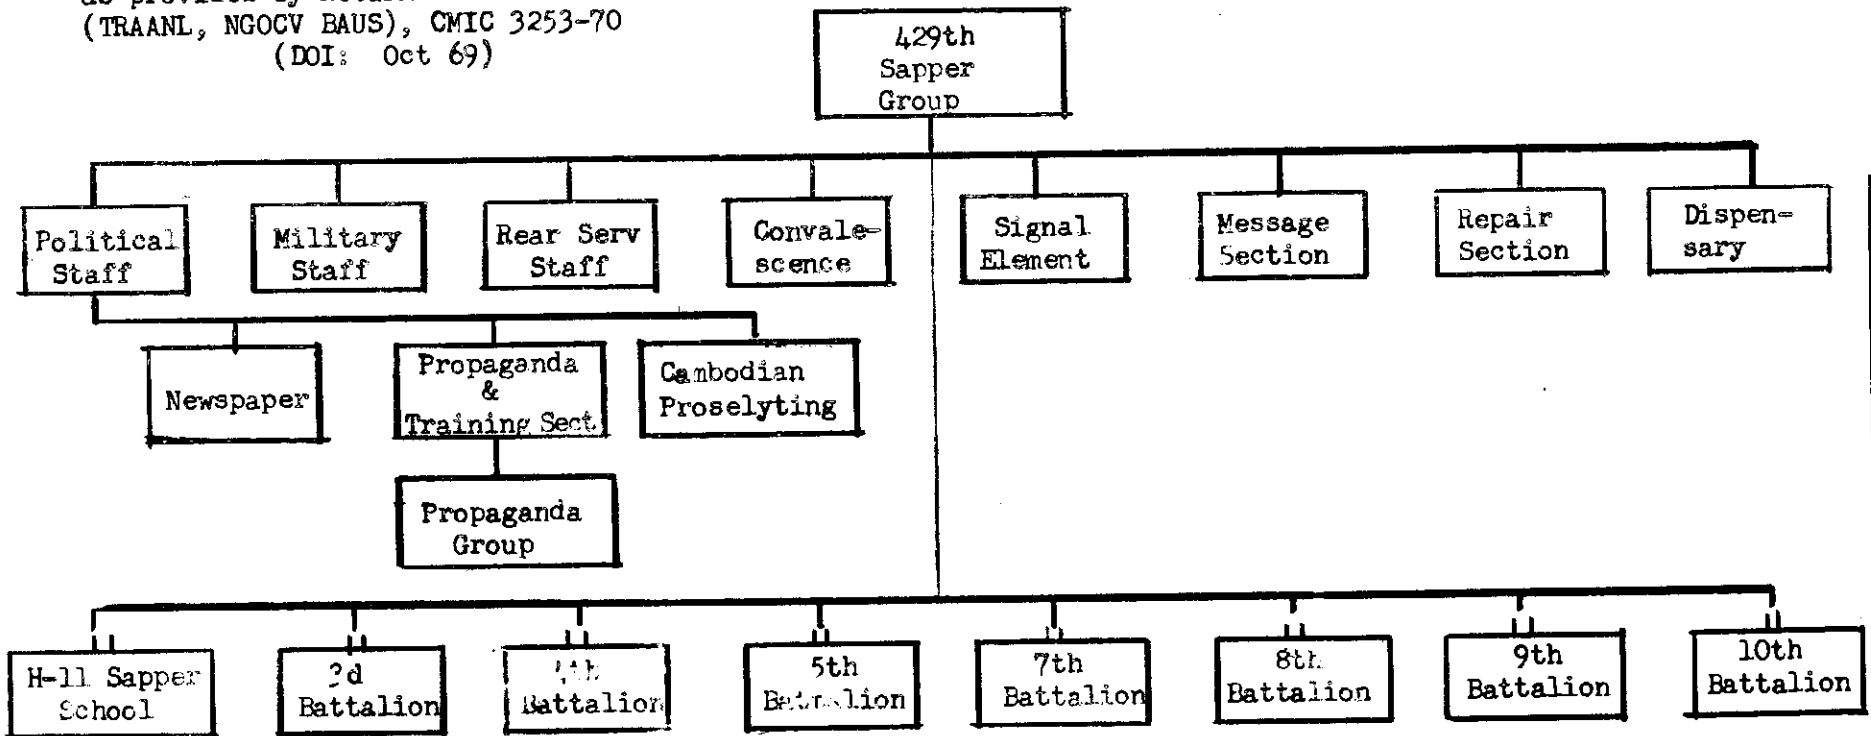 (TRAANL, NGOCV BAUS), CMIC 3253-70
(DOI: Oct 69)
429th
Sapper
Group
Political
Staff
Military
Staff
Rear Serv
Staff
Convale-
scence
Signal
Element
Message
Section
Repair
Section
Dispen-
sary
Newspaper
Propaganda
&
Training Sect
Cambodian
Proselyting
Propaganda
Group
H-11 Sapper
School
3d
Battalion
4th
Battalion
5th
Battalion
7th
Battalion
8th
Battalion
9th
Battalion
10th
Battalion